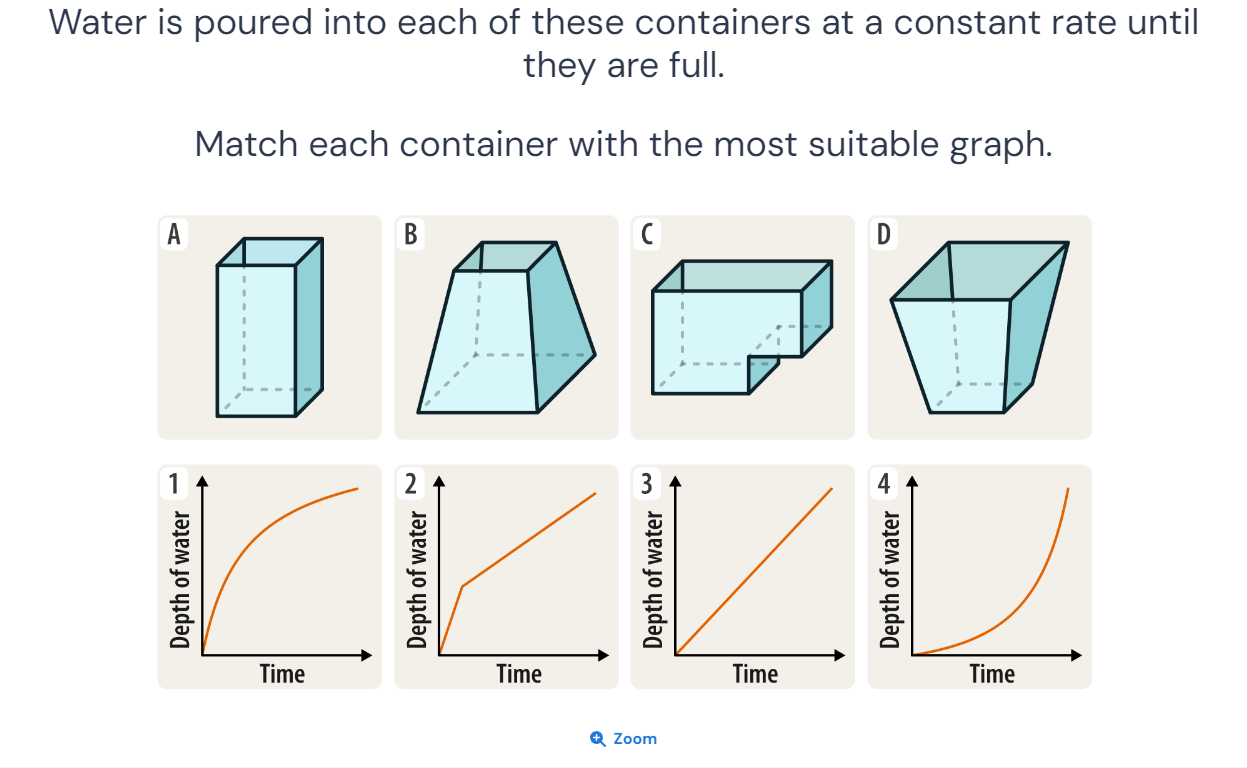 Water is poured into each of these containers at a constant rate until
they are full.
Match each container with the most suitable graph.
A
B
C
D
1
Depth of water
Time
2
Depth of water
Time
3
Depth of water
Time
4
Depth of water
Time
Zoom